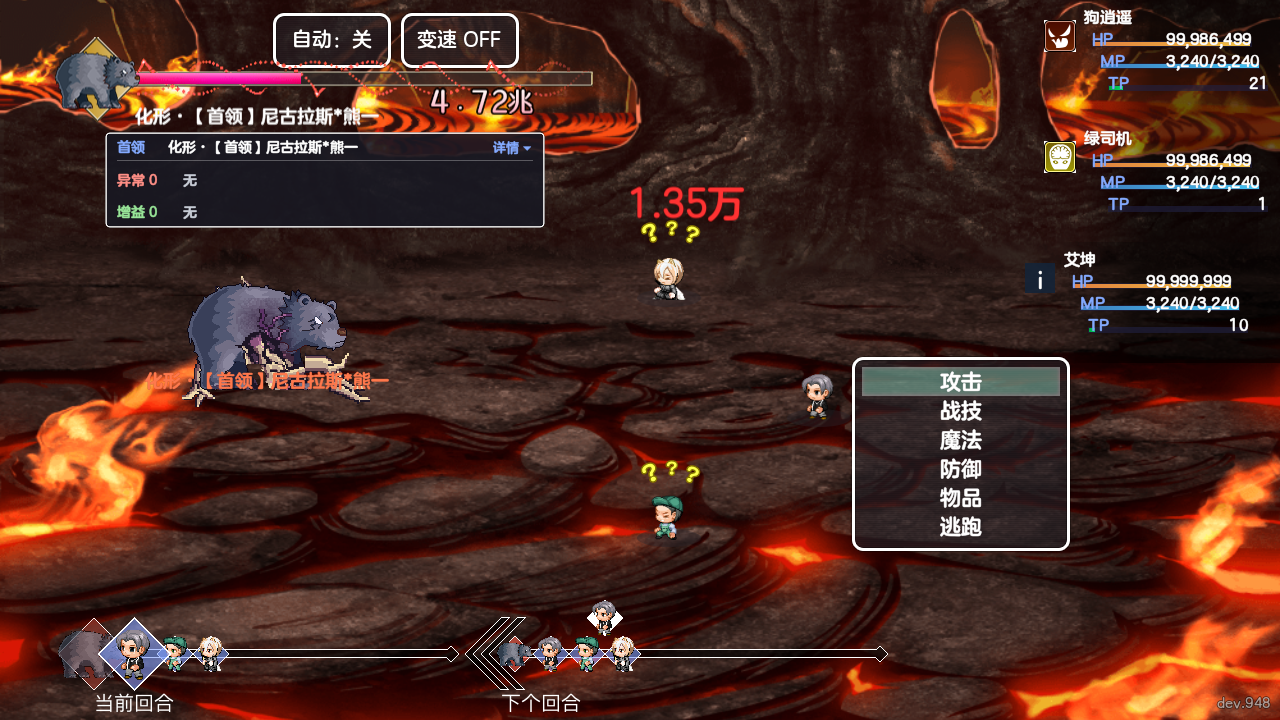 自动：关
变速 OFF
4.72兆
化形·【首领】尼古拉斯*熊一
首领 化形·【首领】尼古拉斯*熊一 详情
异常 0 无
增益 0 无
狗逍遥
HP 99,986,499
MP 3,240/3,240
TP 21
绿司机
HP 99,986,499
MP 3,240/3,240
TP 1
i
艾坤
HP 99,999,999
MP 3,240/3,240
TP 10
1.35万
???
化形·【首领】尼古拉斯*熊一
???
攻击
战技
魔法
防御
物品
逃跑
当前回合
下个回合
dev.948